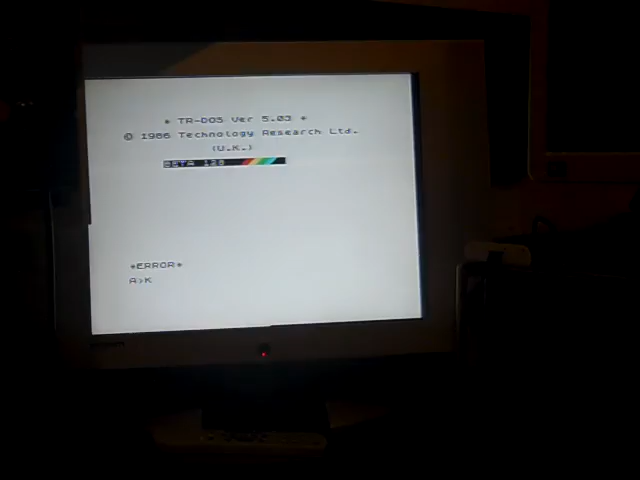 * TR-DOS Ver 5.03 *
© 1986 Technology Research Ltd.
(U.K.)
BETA 128
*ERROR*
A>K